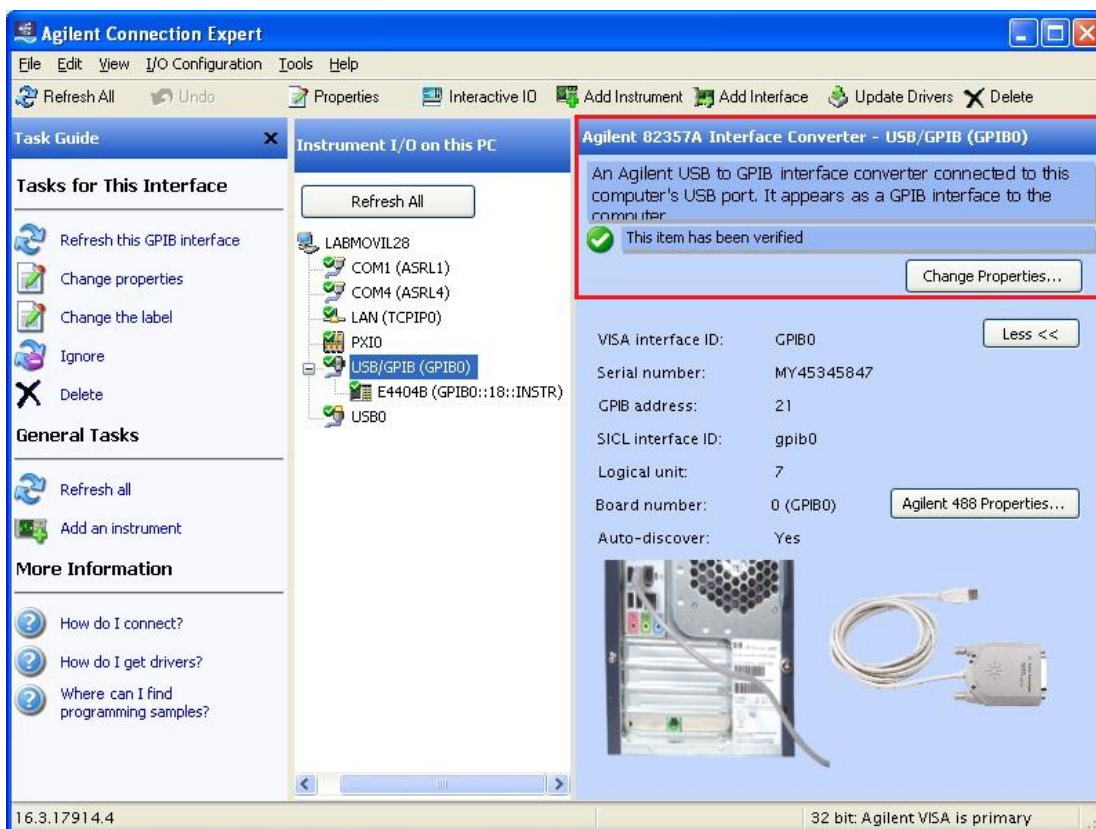 Agilent Connection Expert
File Edit View I/O Configuration Tools Help
Refresh All Undo Properties Interactive IO Add Instrument Add Interface Update Drivers Delete
Task Guide
Tasks for This Interface
Refresh this GPIB interface
Change properties
Change the label
Ignore
Delete
General Tasks
Refresh all
Add an instrument
More Information
How do I connect?
How do I get drivers?
Where can I find
programming samples?
Instrument I/O on this PC
Refresh All
LABMOVIL28
COM1 (ASRL1)
COM4 (ASRL4)
LAN (TCPIP0)
PXI0
USB/GPIB (GPIB0)
E4404B (GPIB0::18::INSTR)
USB0
Agilent 82357A Interface Converter - USB/GPIB (GPIB0)
An Agilent USB to GPIB interface converter connected to this
computer's USB port. It appears as a GPIB interface to the
computer
This item has been verified
Change Properties...
Less <<
VISA interface ID: GPIB0
Serial number: MY45345847
GPIB address: 21
SICL interface ID: gpib0
Logical unit: 7
Board number: 0 (GPIB0) Agilent 488 Properties...
Auto-discover: Yes
16.3.17914.4
32 bit: Agilent VISA is primary